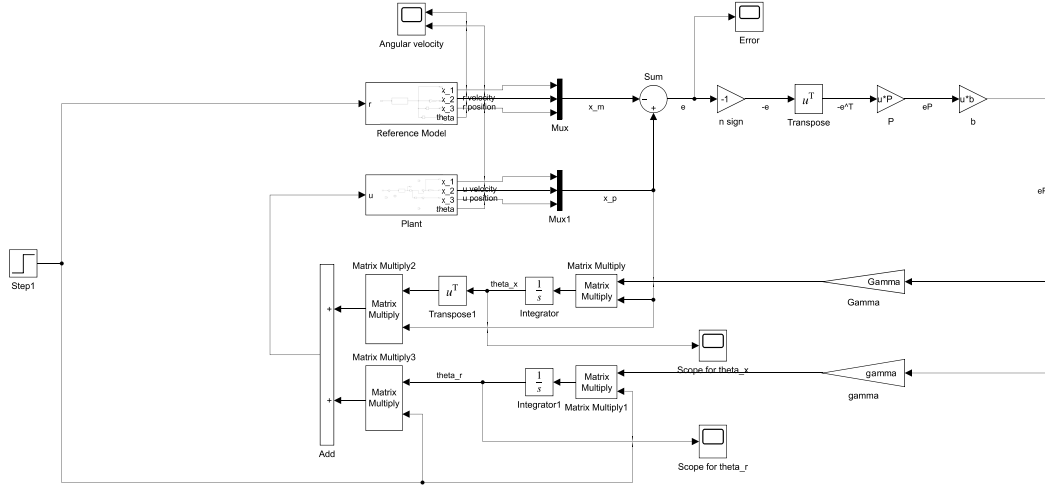 Angular velocity
Error
Sum
r
x_1
x_2
x_3
theta
r velocity
r position
Reference Model
Mux
x_m
−
+
e
-1
n sign
-e
uᵀ
Transpose
-e^T
u*P
P
eP
u*b
b
u
x_1
x_2
x_3
theta
u velocity
u position
Plant
Mux1
x_p
eP
Step1
Matrix Multiply2
Matrix
Multiply
uᵀ
Transpose1
theta_x
1
s
Integrator
Matrix Multiply
Matrix
Multiply
Gamma
Gamma
+
Scope for theta_x
Matrix Multiply3
Matrix
Multiply
theta_r
1
s
Integrator1
Matrix
Multiply
Matrix Multiply1
gamma
gamma
+
Add
Scope for theta_r